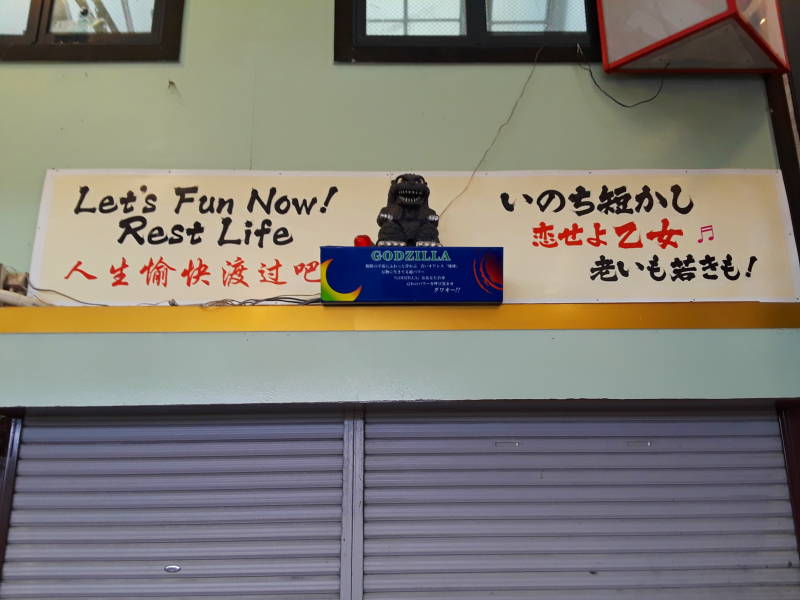 Let's Fun Now!
Rest Life
人生愉快渡过吧
GODZILLA
いのち短かし
恋せよ乙女♬
老いも若きも!